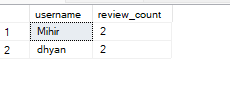 username review_count
1 Mihir 2
2 dhyan 2